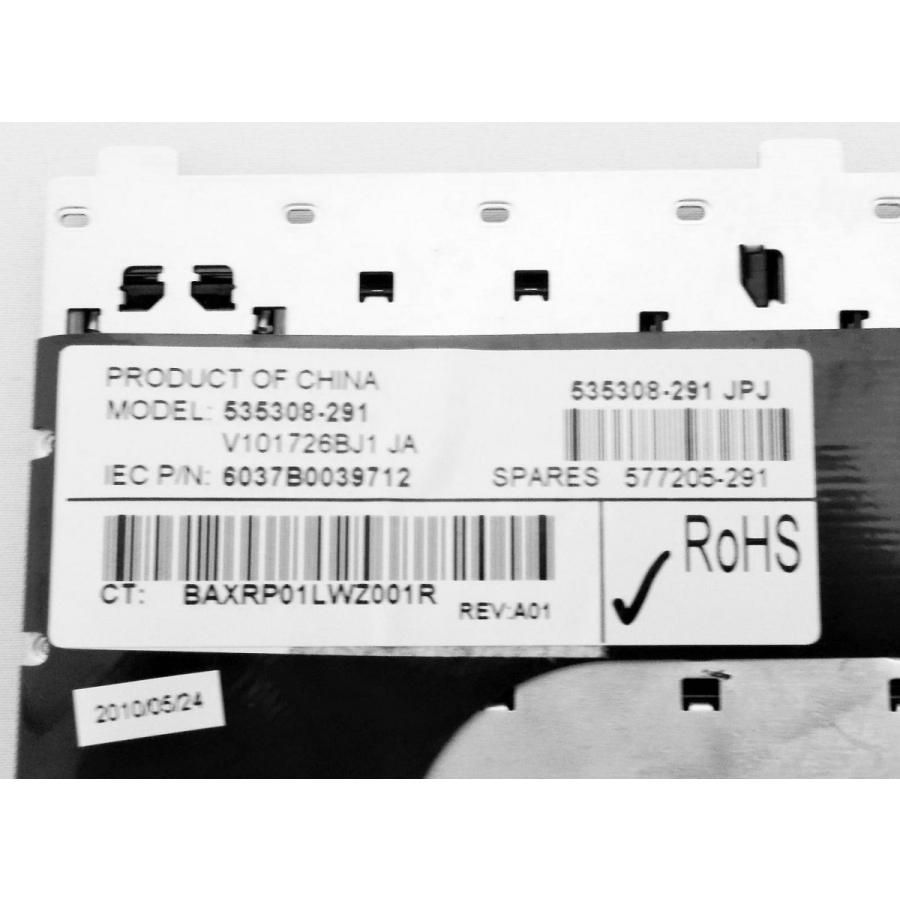 PRODUCT OF CHINA
MODEL: 535308-291
V101726BJ1 JA
IEC P/N: 6037B0039712
535308-291 JPJ
SPARES 577205-291
CT: BAXRP01LWZ001R
REV:A01
RoHS
2010/05/24